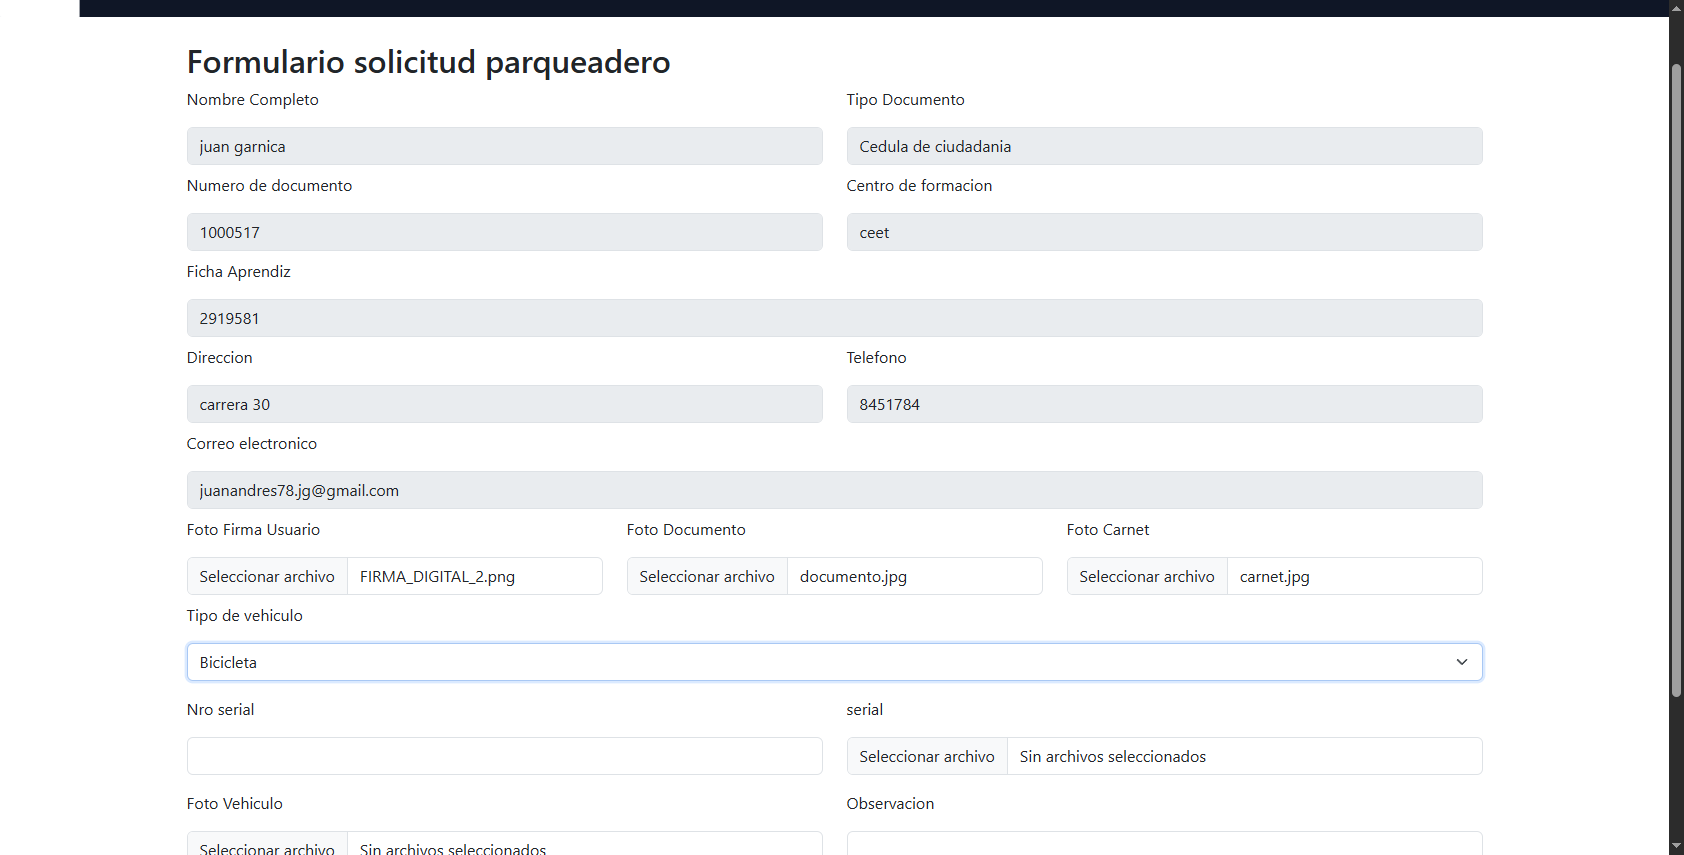 Formulario solicitud parqueadero
Nombre Completo
Tipo Documento
juan garnica
Cedula de ciudadania
Numero de documento
Centro de formacion
1000517
ceet
Ficha Aprendiz
2919581
Direccion
Telefono
carrera 30
8451784
Correo electronico
juanandres78.jg@gmail.com
Foto Firma Usuario
Foto Documento
Foto Carnet
Seleccionar archivo FIRMA_DIGITAL_2.png
Seleccionar archivo documento.jpg
Seleccionar archivo carnet.jpg
Tipo de vehiculo
Bicicleta
Nro serial
serial
Seleccionar archivo Sin archivos seleccionados
Foto Vehiculo
Observacion
Seleccionar archivo Sin archivos seleccionados